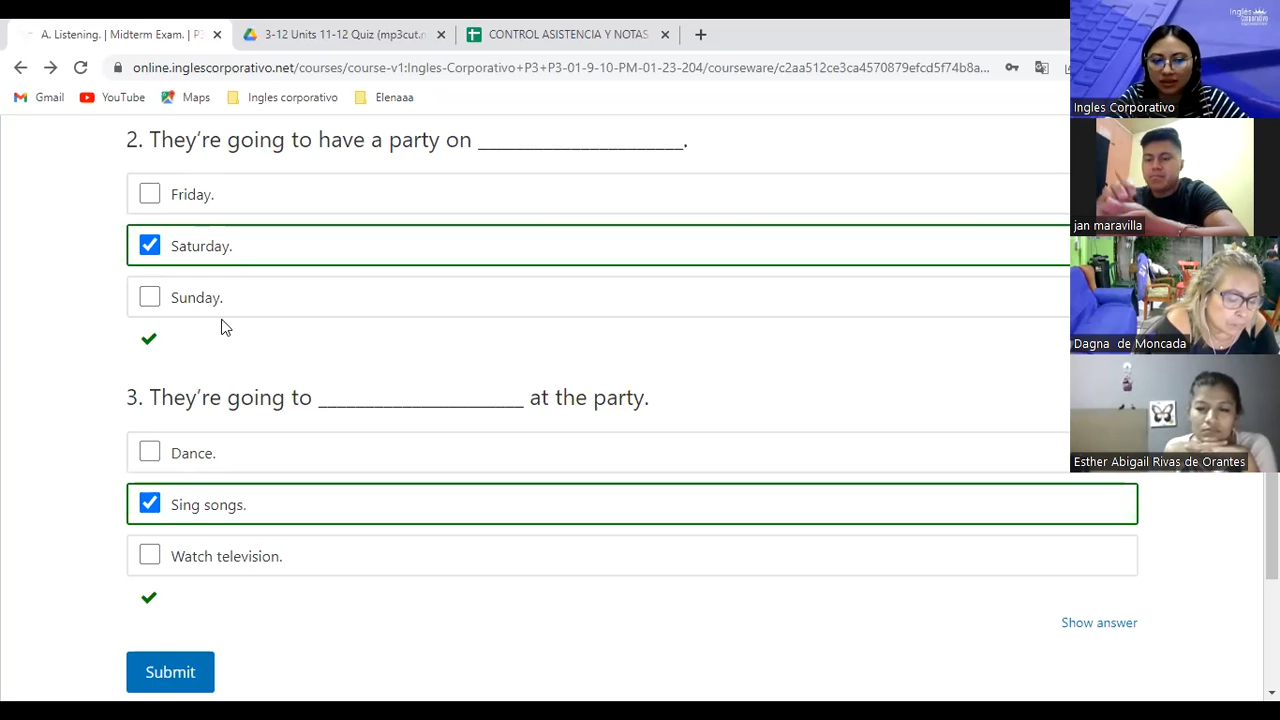 A. Listening. | Midterm Exam. | P3
3-12 Units 11-12 Quiz (mp3cut.
CONTROL ASISTENCIA Y NOTAS
online.inglescorporativo.net/courses/course-v1:Ingles-Corporativo+P3+P3-01-9-10-PM-01-23-204/courseware/c2aa512ce3ca4570879efcd5f74b8a...
Gmail
YouTube
Maps
Ingles corporativo
Elenaaa
2. They’re going to have a party on ____________________.
Friday.
Saturday.
Sunday.
3. They’re going to ____________________ at the party.
Dance.
Sing songs.
Watch television.
Show answer
Submit
Inglés
Corporativo
Ingles Corporativo
jan maravilla
Dagna de Moncada
Esther Abigail Rivas de Orantes